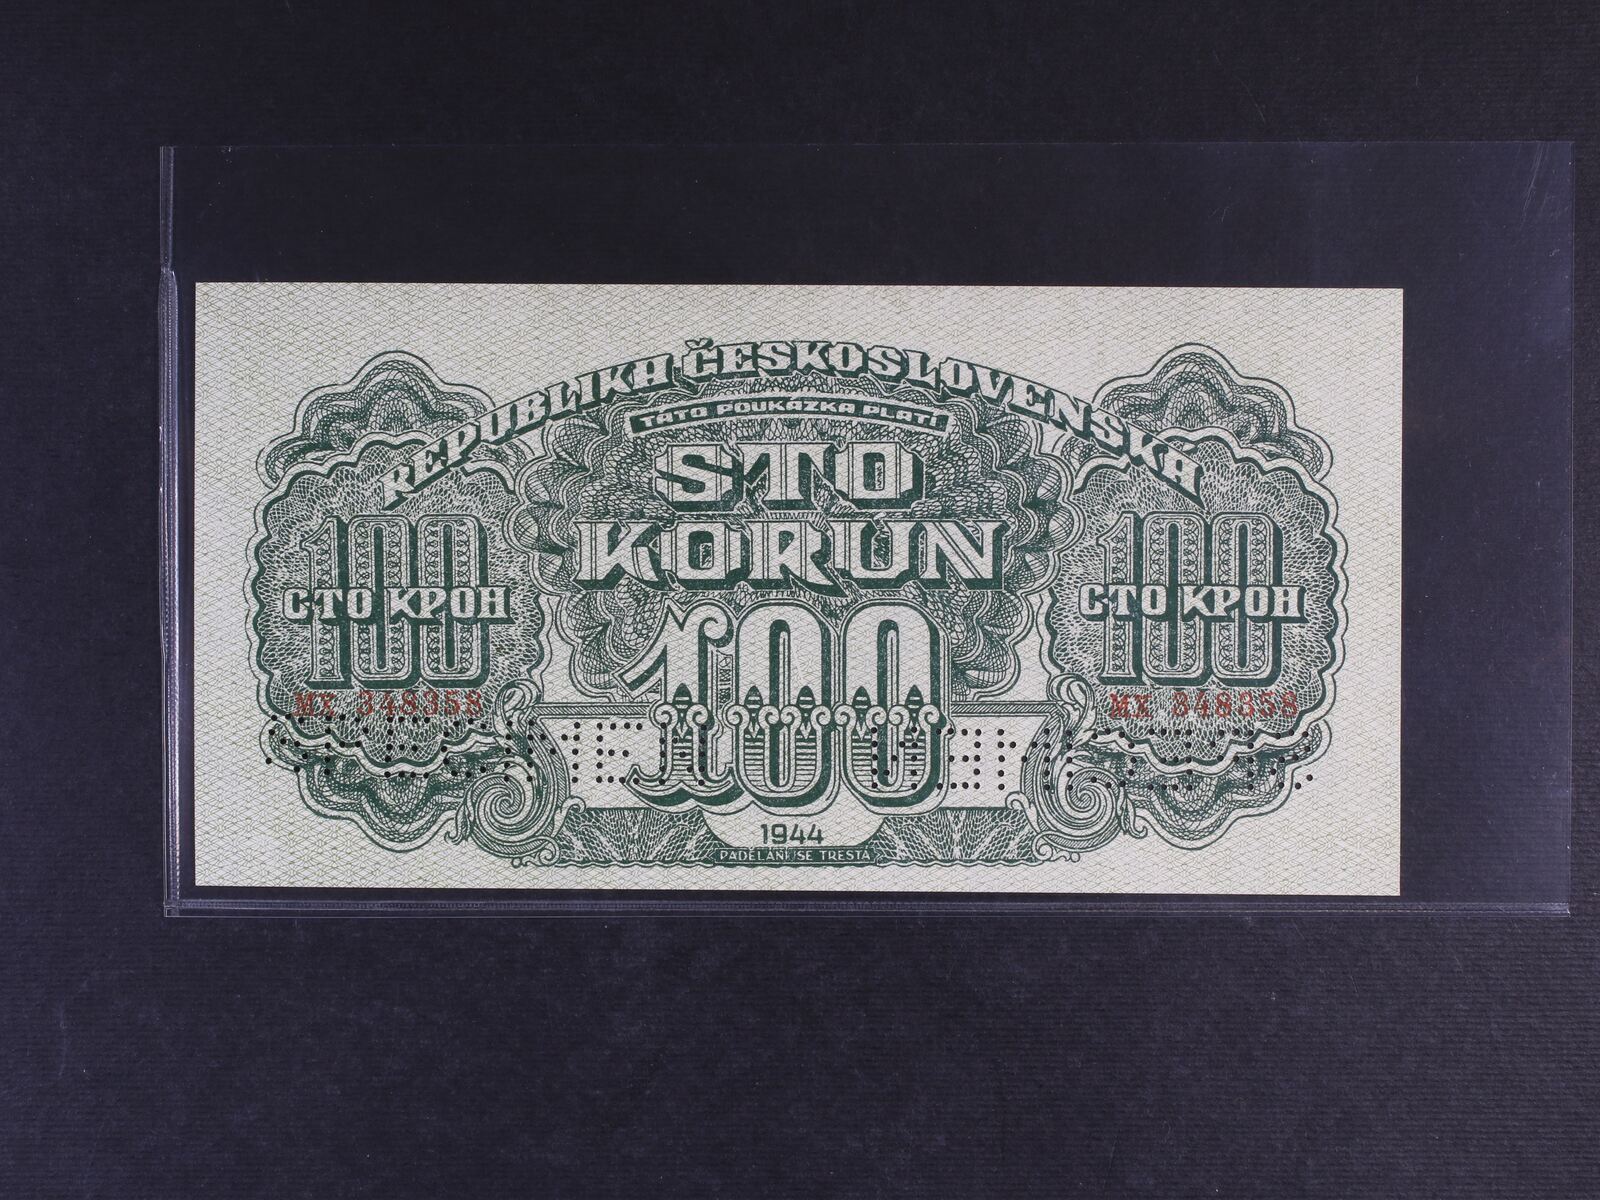 REPUBLIKA ČESKOSLOVENSKÁ
TATO POUKÁZKA PLATÍ
STO
KORUN
100
СТО КРОН
100
100
СТО КРОН
MX 348358
MX 348358
1944
PADĚLÁNÍ SE TRESTÁ